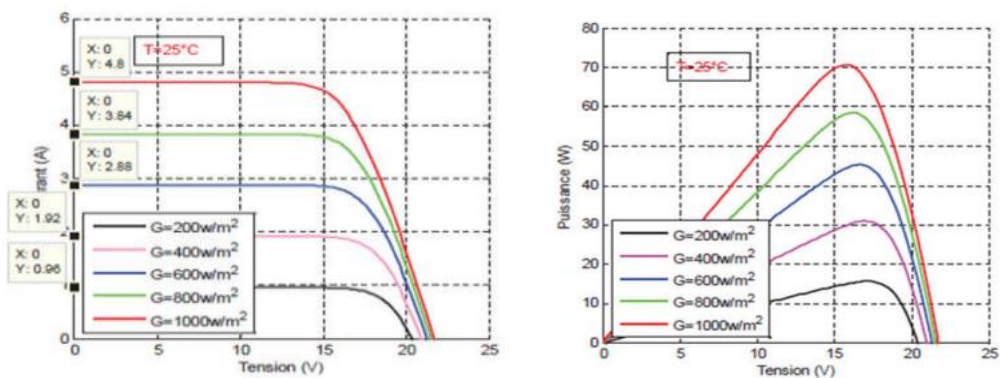 6
5
4
3
2
1
0
X: 0
Y: 4.8
X: 0
Y: 3.84
X: 0
Y: 2.88
X: 0
Y: 1.92
X: 0
Y: 0.96
T=25°C
G=200w/m²
G=400w/m²
G=600w/m²
G=800w/m²
G=1000w/m²
0 5 10 15 20 25
Tension (V)
80
70
60
50
40
30
20
10
0
Puissance (W)
T=25°C
G=200w/m²
G=400w/m²
G=600w/m²
G=800w/m²
G=1000w/m²
0 5 10 15 20 25
Tension (V)